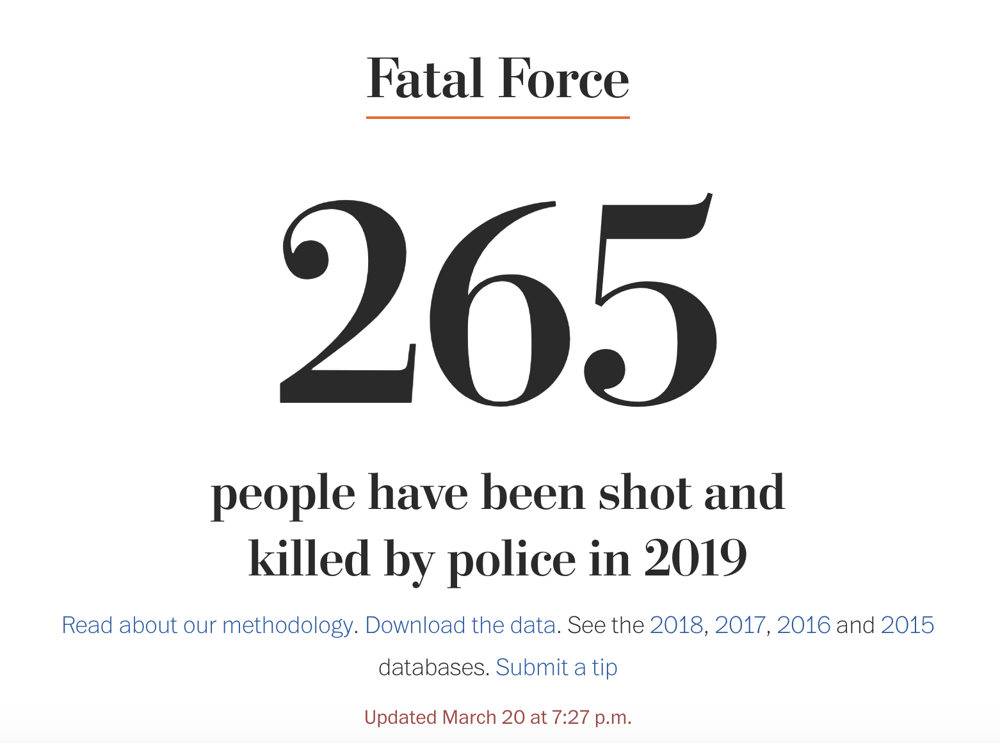 Fatal Force
265
people have been shot and
killed by police in 2019
Read about our methodology. Download the data. See the 2018, 2017, 2016 and 2015
databases. Submit a tip
Updated March 20 at 7:27 p.m.